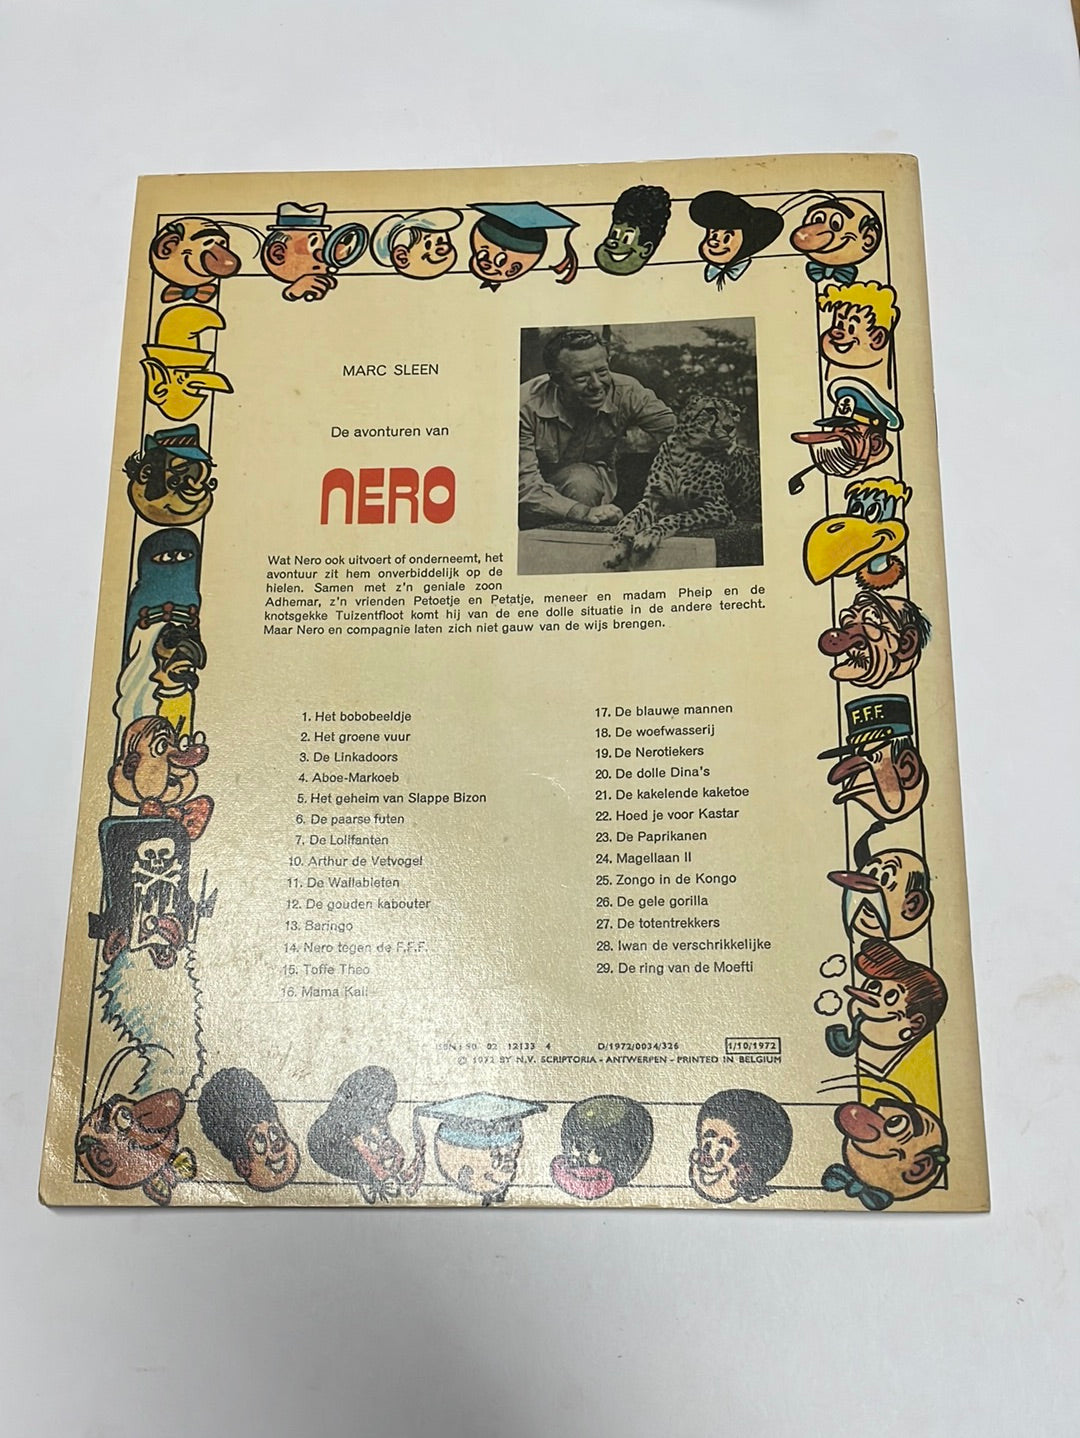 MARC SLEEN
De avonturen van
NERO
Wat Nero ook uitvoert of onderneemt, het
avontuur zit hem onverbiddelijk op de
hielen. Samen met z'n geniale zoon
Adhemar, z'n vrienden Petoetje en Petatje, meneer en madam Pheip en de
knotsgekke Tuizentfloot komt hij van de ene dolle situatie in de andere terecht.
Maar Nero en compagnie laten zich niet gauw van de wijs brengen.
1. Het bobobeeldje
2. Het groene vuur
3. De Linkadoors
4. Aboe-Markoeb
5. Het geheim van Slappe Bizon
6. De paarse futen
7. De Lolifanten
10. Arthur de Vetvogel
11. De Wallabieten
12. De gouden kabouter
13. Baringo
14. Nero tegen de F.F.F.
15. Toffe Theo
16. Mama Kali
17. De blauwe mannen
18. De woefwasserij
19. De Nerotiekers
20. De dolle Dina's
21. De kakelende kaketoe
22. Hoed je voor Kastar
23. De Paprikanen
24. Magellaan II
25. Zongo in de Kongo
26. De gele gorilla
27. De totentrekkers
28. Iwan de verschrikkelijke
29. De ring van de Moefti
F.F.F.
ISBN: 90 02 12133 4 D/1972/0034/326 1/10/1972
© 1972 BY N.V. SCRIPTORIA - ANTWERPEN - PRINTED IN BELGIUM